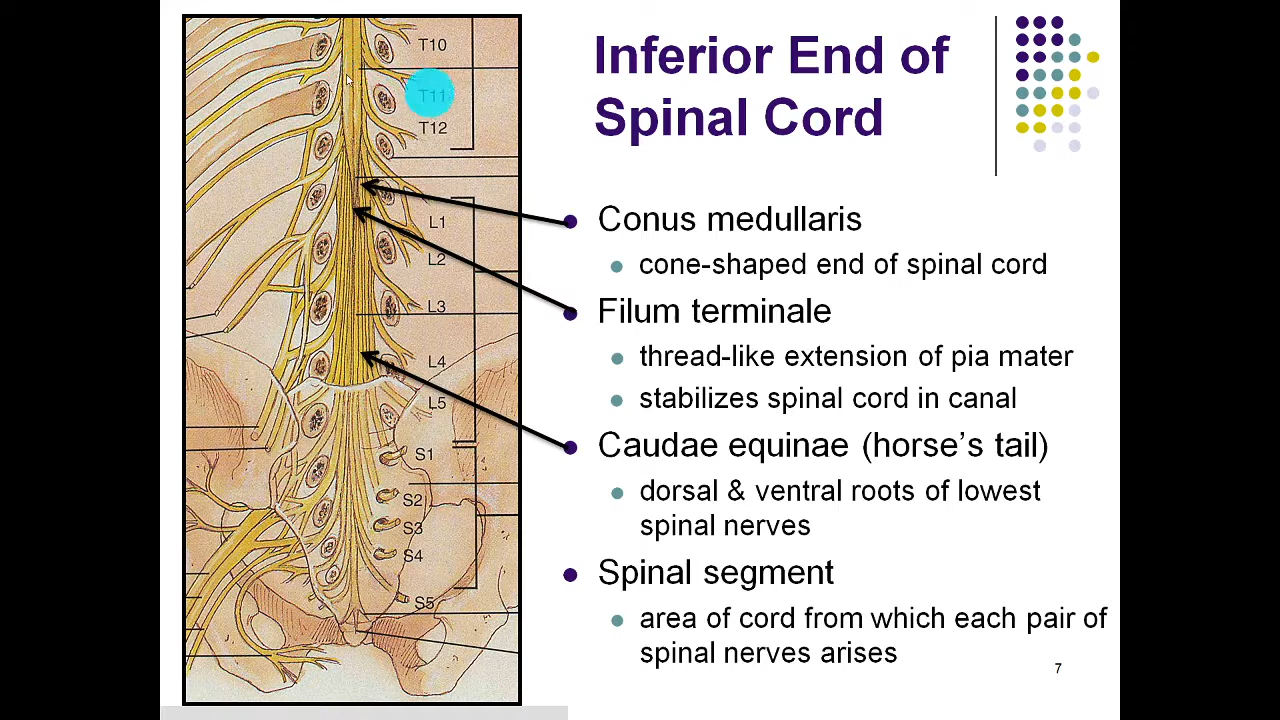 Inferior End of
Spinal Cord
T10
T11
T12
L1
L2
L3
L4
L5
S1
S2
S3
S4
S5
Conus medullaris
cone-shaped end of spinal cord
Filum terminale
thread-like extension of pia mater
stabilizes spinal cord in canal
Caudae equinae (horse's tail)
dorsal & ventral roots of lowest
spinal nerves
Spinal segment
area of cord from which each pair of
spinal nerves arises
7